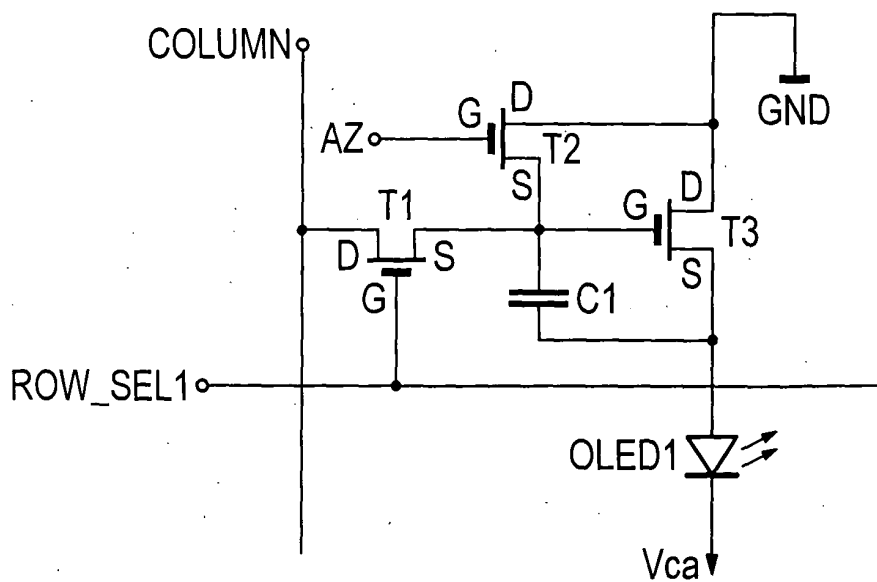 COLUMN
GND
AZ
G
D
T2
S
T1
D
S
G
G
D
T3
S
C1
ROW_SEL1
OLED1
Vca